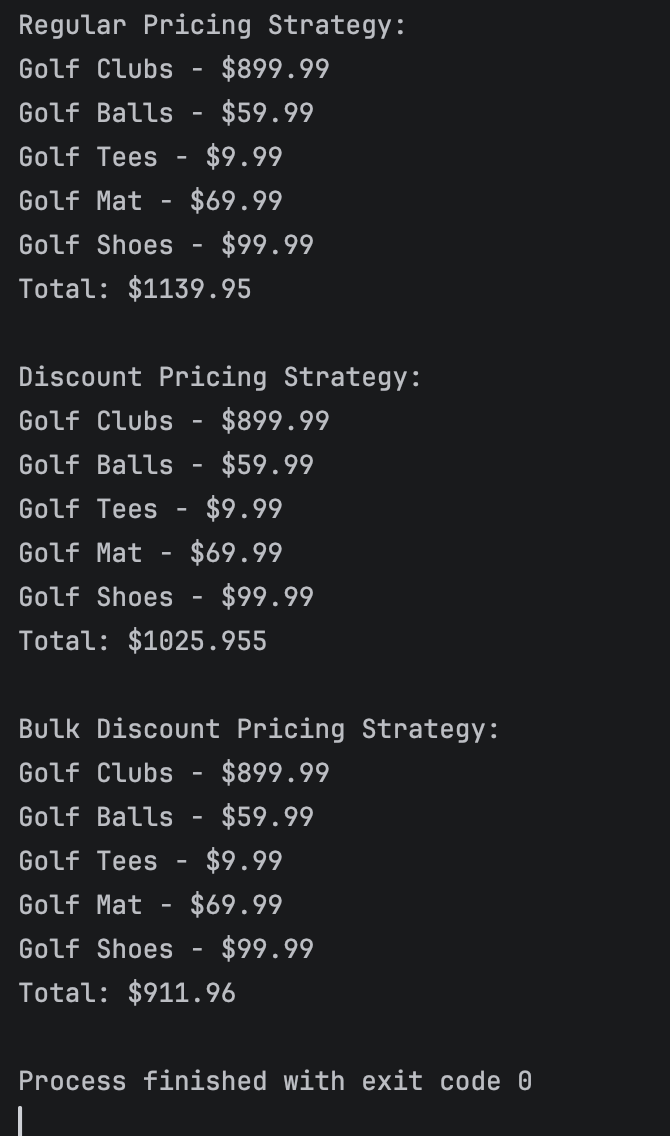 Regular Pricing Strategy:
Golf Clubs - $899.99
Golf Balls - $59.99
Golf Tees - $9.99
Golf Mat - $69.99
Golf Shoes - $99.99
Total: $1139.95
Discount Pricing Strategy:
Golf Clubs - $899.99
Golf Balls - $59.99
Golf Tees - $9.99
Golf Mat - $69.99
Golf Shoes - $99.99
Total: $1025.955
Bulk Discount Pricing Strategy:
Golf Clubs - $899.99
Golf Balls - $59.99
Golf Tees - $9.99
Golf Mat - $69.99
Golf Shoes - $99.99
Total: $911.96
Process finished with exit code 0